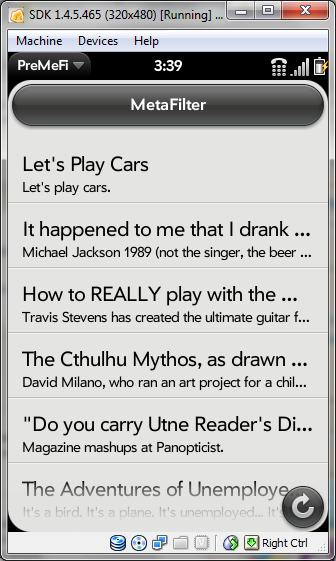 SDK 1.4.5.465 (320x480) [Running] ...
Machine Devices Help
PreMeFi 3:39
MetaFilter
Let's Play Cars
Let's play cars.
It happened to me that I drank ...
Michael Jackson 1989 (not the singer, the beer ...
How to REALLY play with the ...
Travis Stevens has created the ultimate guitar f...
The Cthulhu Mythos, as drawn ...
David Milano, who ran an art project for a chil...
"Do you carry Utne Reader's Di...
Magazine mashups at Panopticist.
The Adventures of Unemploye
It's a bird. It's a plane. It's unemployed... It'
Right Ctrl